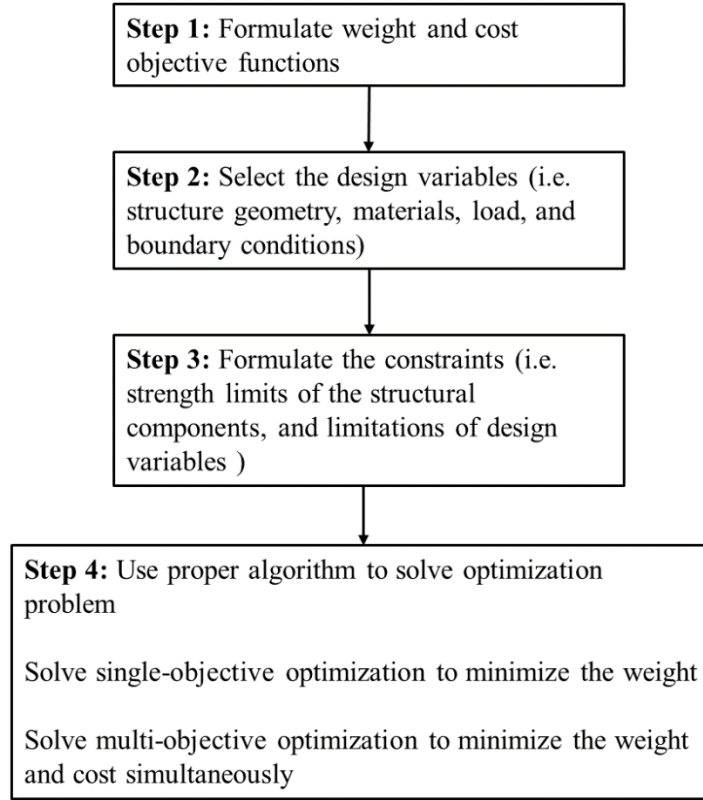 Step 1: Formulate weight and cost
objective functions
Step 2: Select the design variables (i.e.
structure geometry, materials, load, and
boundary conditions)
Step 3: Formulate the constraints (i.e.
strength limits of the structural
components, and limitations of design
variables )
Step 4: Use proper algorithm to solve optimization
problem
Solve single-objective optimization to minimize the weight
Solve multi-objective optimization to minimize the weight
and cost simultaneously